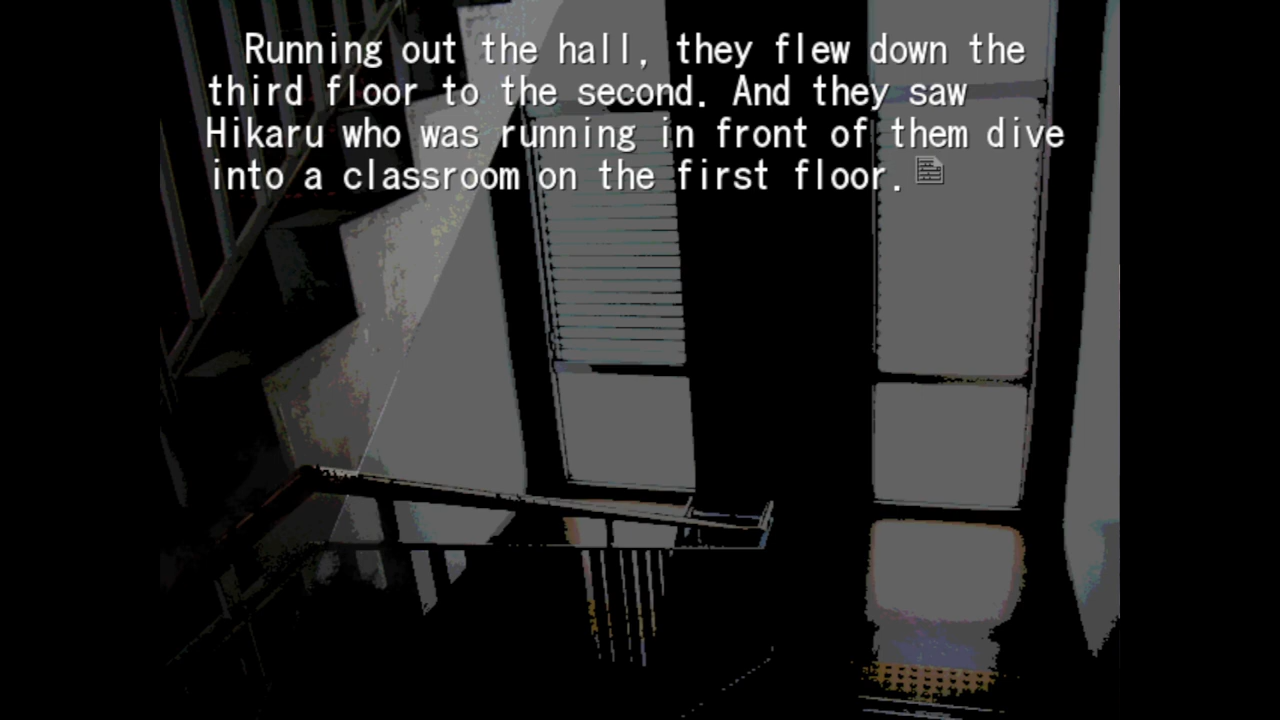 Running out the hall, they flew down the
third floor to the second. And they saw
Hikaru who was running in front of them dive
into a classroom on the first floor.